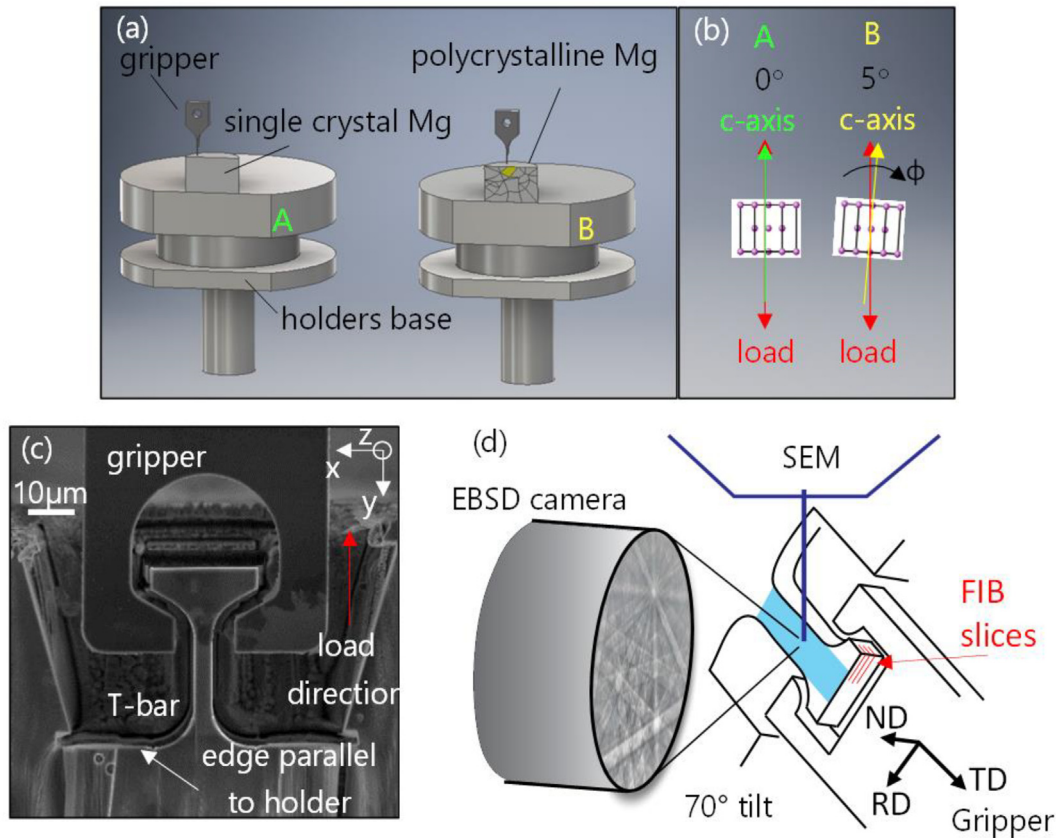 (a)
gripper
polycrystalline Mg
single crystal Mg
A
B
holders base
(b)
A
B
0°
5°
c-axis
c-axis
ϕ
load
load
(c)
gripper
z
x
y
10µm
load
direction
T-bar
edge parallel
to holder
(d)
SEM
EBSD camera
FIB
slices
ND
RD
TD
70° tilt
Gripper